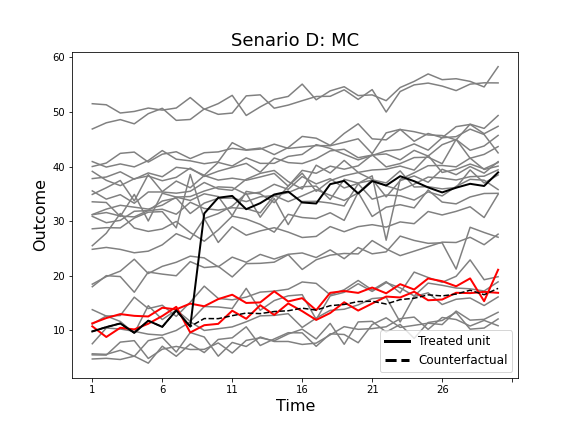 Senario D: MC
60
50
40
30
20
10
Outcome
1 6 11 16 21 26
Time
Treated unit
Counterfactual